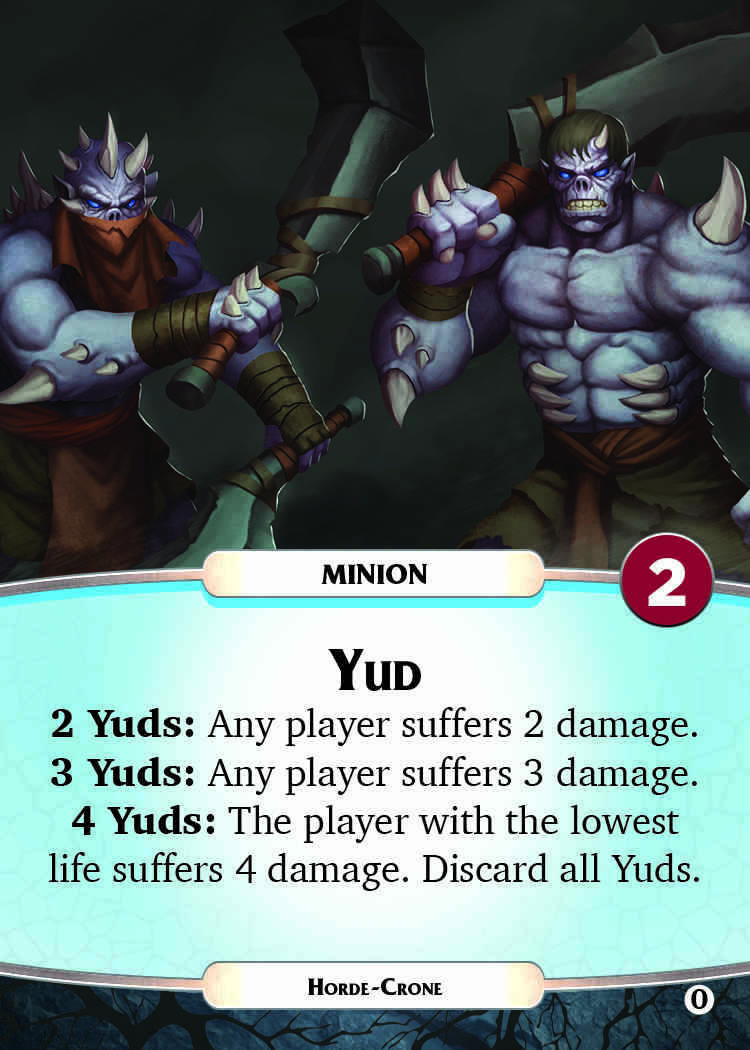 MINION
2
Yud
2 Yuds: Any player suffers 2 damage.
3 Yuds: Any player suffers 3 damage.
4 Yuds: The player with the lowest
life suffers 4 damage. Discard all Yuds.
Horde-Crone
0